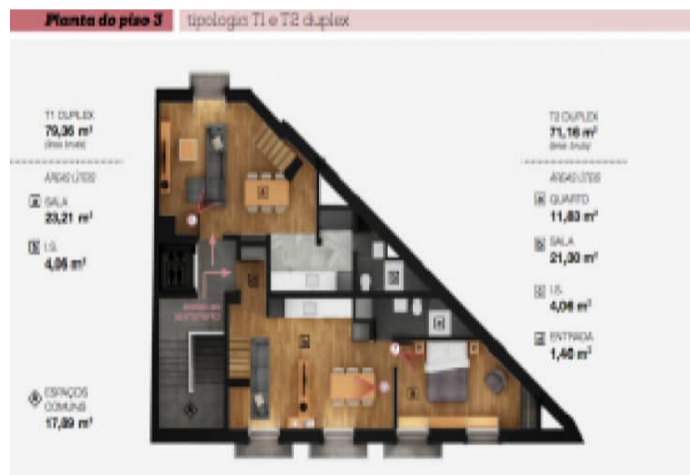 Planta do piso 3
tipologia T1 e T2 duplex
T1 DUPLEX
79,36 m²
(área bruta)
ÁREAS ÚTEIS
SALA
23,21 m²
I.S.
4,06 m²
ESPAÇOS
COMUNS
17,89 m²
T2 DUPLEX
71,16 m²
(área bruta)
ÁREAS ÚTEIS
QUARTO
11,83 m²
SALA
21,30 m²
I.S.
4,06 m²
ENTRADA
1,46 m²